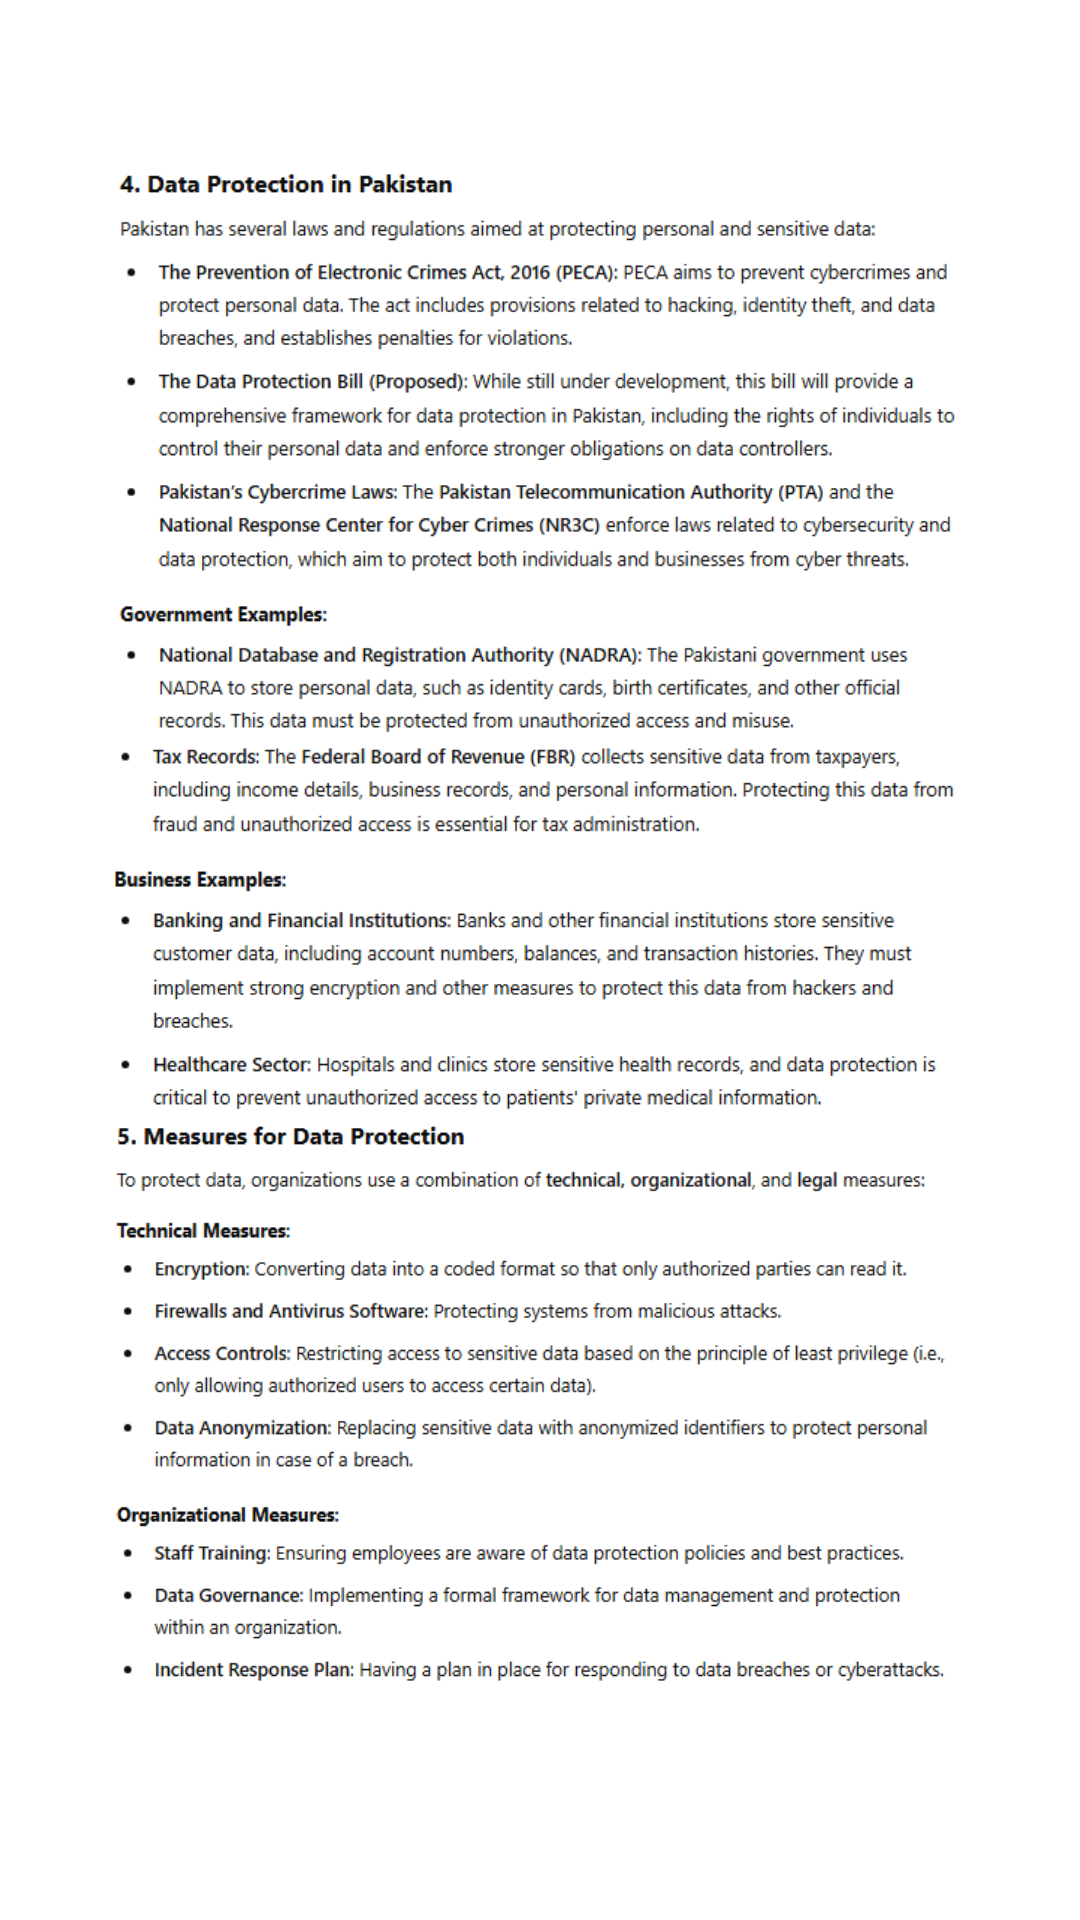 4. Data Protection in Pakistan
Pakistan has several laws and regulations aimed at protecting personal and sensitive data:
• The Prevention of Electronic Crimes Act, 2016 (PECA): PECA aims to prevent cybercrimes and
protect personal data. The act includes provisions related to hacking, identity theft, and data
breaches, and establishes penalties for violations.
• The Data Protection Bill (Proposed): While still under development, this bill will provide a
comprehensive framework for data protection in Pakistan, including the rights of individuals to
control their personal data and enforce stronger obligations on data controllers.
• Pakistan's Cybercrime Laws: The Pakistan Telecommunication Authority (PTA) and the
National Response Center for Cyber Crimes (NR3C) enforce laws related to cybersecurity and
data protection, which aim to protect both individuals and businesses from cyber threats.
Government Examples:
• National Database and Registration Authority (NADRA): The Pakistani government uses
NADRA to store personal data, such as identity cards, birth certificates, and other official
records. This data must be protected from unauthorized access and misuse.
• Tax Records: The Federal Board of Revenue (FBR) collects sensitive data from taxpayers,
including income details, business records, and personal information. Protecting this data from
fraud and unauthorized access is essential for tax administration.
Business Examples:
• Banking and Financial Institutions: Banks and other financial institutions store sensitive
customer data, including account numbers, balances, and transaction histories. They must
implement strong encryption and other measures to protect this data from hackers and
breaches.
• Healthcare Sector: Hospitals and clinics store sensitive health records, and data protection is
critical to prevent unauthorized access to patients' private medical information.
5. Measures for Data Protection
To protect data, organizations use a combination of technical, organizational, and legal measures:
Technical Measures:
• Encryption: Converting data into a coded format so that only authorized parties can read it.
• Firewalls and Antivirus Software: Protecting systems from malicious attacks.
• Access Controls: Restricting access to sensitive data based on the principle of least privilege (i.e.,
only allowing authorized users to access certain data).
• Data Anonymization: Replacing sensitive data with anonymized identifiers to protect personal
information in case of a breach.
Organizational Measures:
• Staff Training: Ensuring employees are aware of data protection policies and best practices.
• Data Governance: Implementing a formal framework for data management and protection
within an organization.
• Incident Response Plan: Having a plan in place for responding to data breaches or cyberattacks.